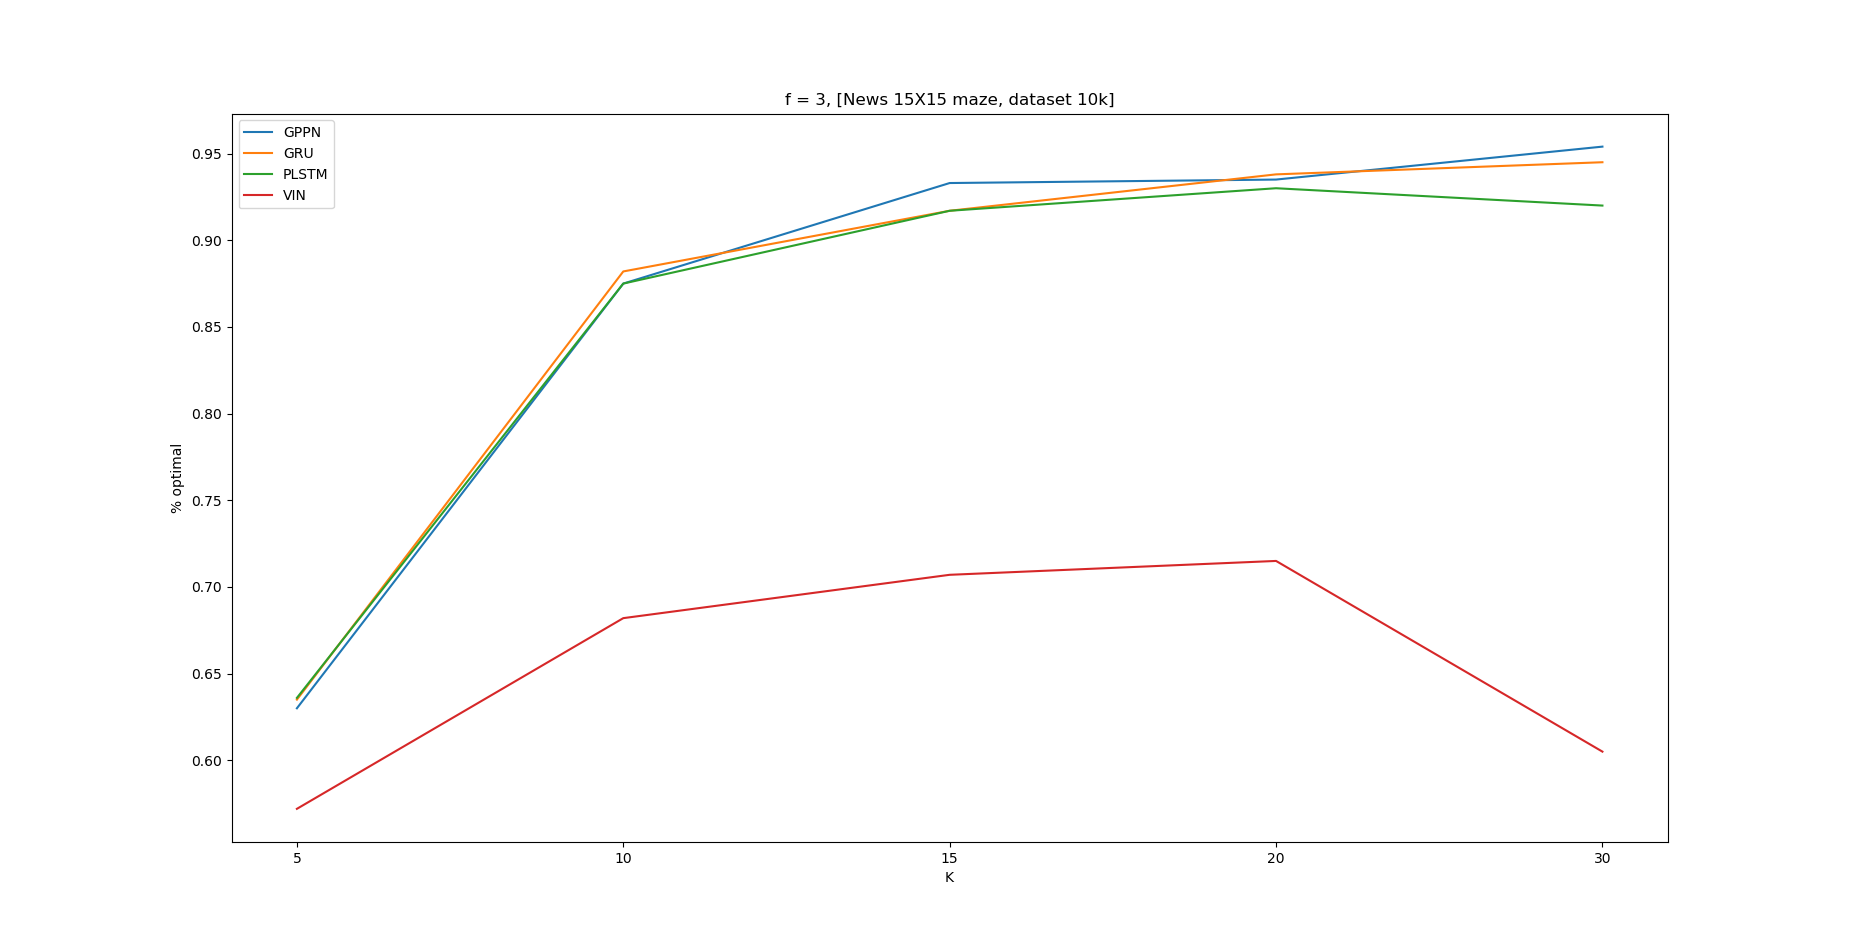 f = 3, [News 15X15 maze, dataset 10k]
GPPN
GRU
PLSTM
VIN
% optimal
0.95
0.90
0.85
0.80
0.75
0.70
0.65
0.60
5 10 15 20 30
K